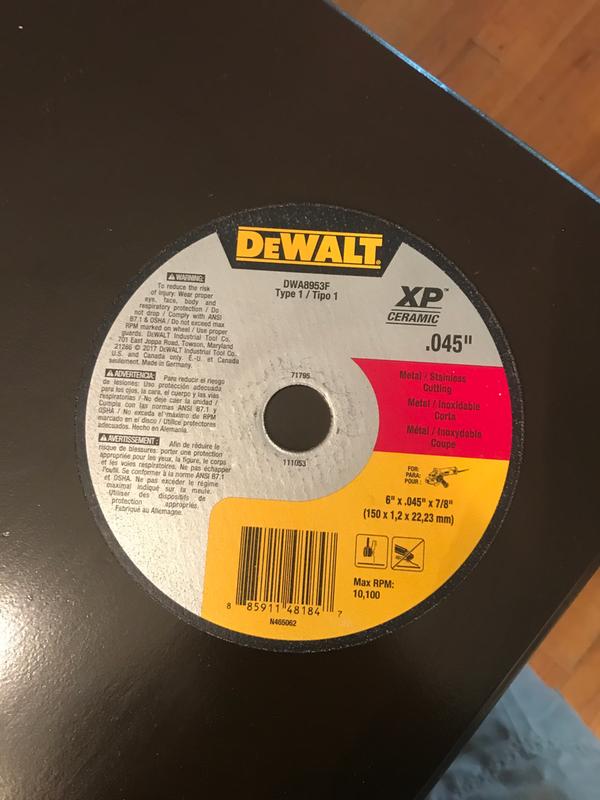 DEWALT
DWA8953F
Type 1 / Tipo 1
XP™
CERAMIC
.045"
WARNING:
To reduce the risk
of injury: Wear proper
eye, face, body and
respiratory protection / Do
not drop / Comply with ANSI
B7.1 & OSHA / Do not exceed max
RPM marked on wheel / Use proper
guards. DEWALT Industrial Tool Co.
701 East Joppa Road, Towson, Maryland
21286 © 2017 DEWALT Industrial Tool Co.,
U.S. and Canada only. E.-U. et Canada
seulement. Made in Germany.
ADVERTENCIA: Para reducir el riesgo
de lesiones: Uso protección adecuada
para los ojos, la cara, el cuerpo y las vías
respiratorias / No deje caer la unidad /
Cumpla con las normas ANSI B7.1 y
OSHA / No exceda el máximo de RPM
marcado en el disco / Utilice protectores
adecuados. Hecho en Alemania.
AVERTISSEMENT: Afin de réduire le
risque de blessures: porter une protection
appropriée pour les yeux, la figure, le corps
et les voies respiratoires. Ne pas échapper
l'outil. Se conformer à la norme ANSI B7.1
et OSHA. Ne pas excéder le régime
maximal indiqué sur la meule.
Utiliser des dispositifs de
protection appropriés.
Fabriqué au Allemagne.
71795
111053
Metal / Stainless
Cutting
Metal / Inoxidable
Corta
Métal / Inoxydable
Coupe
FOR:
PARA:
POUR:
6" x .045" x 7/8"
(150 x 1,2 x 22,23 mm)
Max RPM:
10,100
8 85911 48184 7
N465062